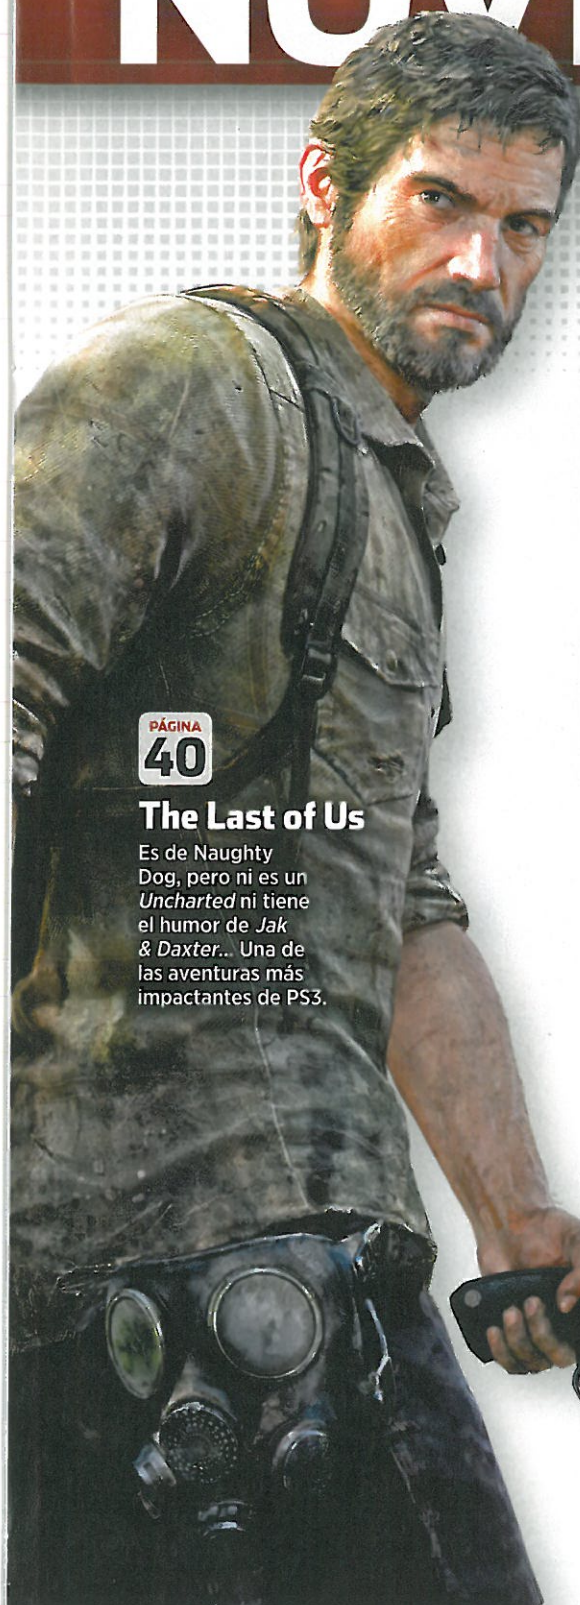 PÁGINA
40
The Last of Us
Es de Naughty
Dog, pero ni es un
Uncharted ni tiene
el humor de Jak
& Daxter... Una de
las aventuras más
impactantes de PS3.